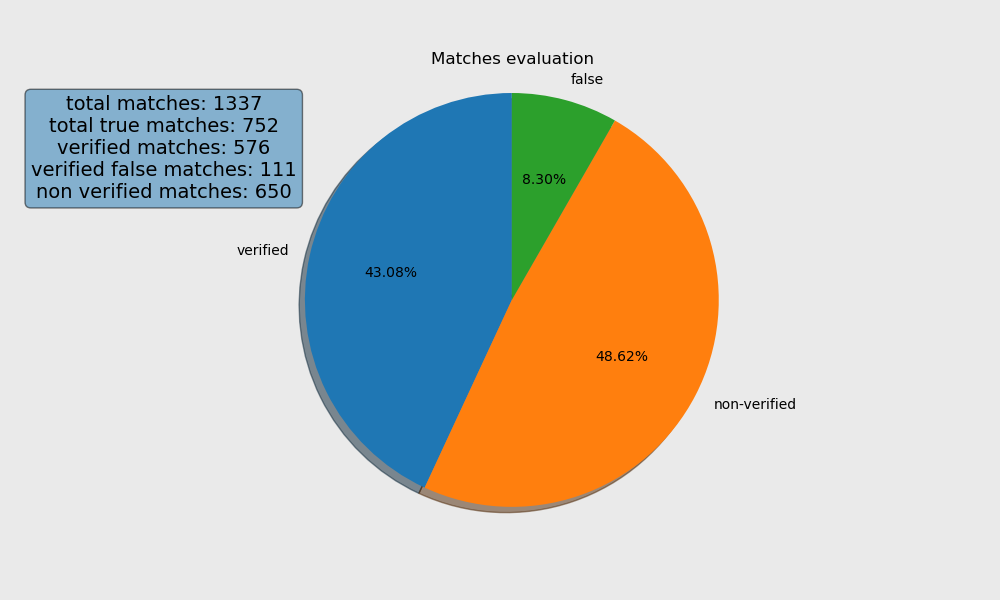 Matches evaluation
total matches: 1337
total true matches: 752
verified matches: 576
verified false matches: 111
non verified matches: 650
false
8.30%
verified
43.08%
48.62%
non-verified